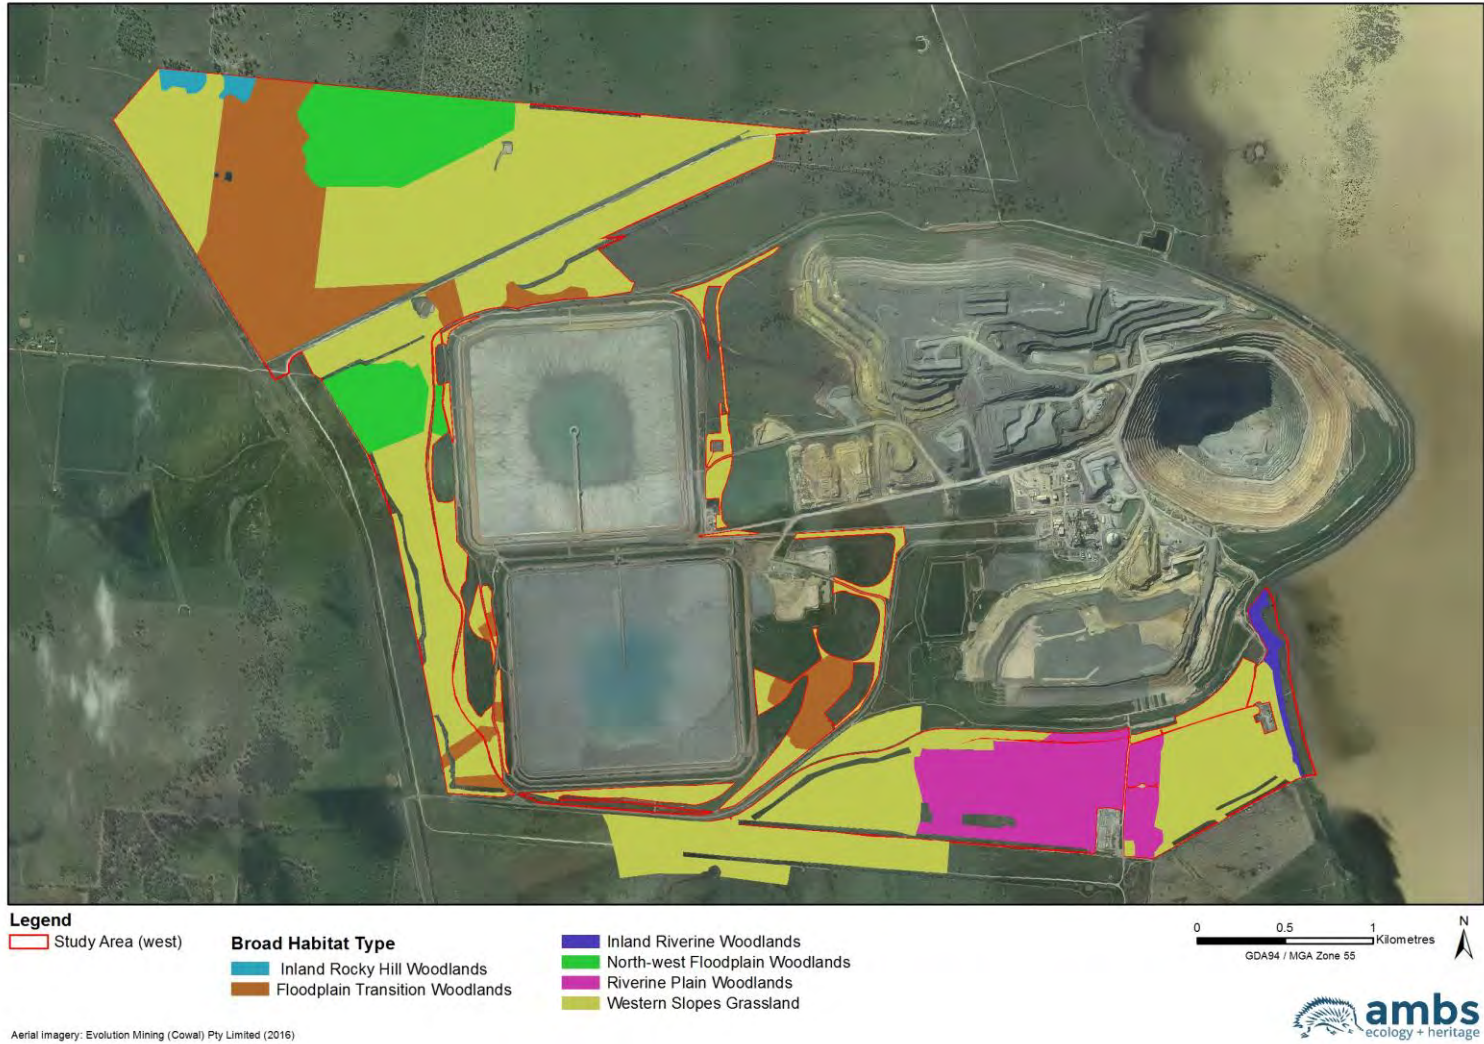 Legend
Study Area (west)
Broad Habitat Type
Inland Rocky Hill Woodlands
Floodplain Transition Woodlands
Inland Riverine Woodlands
North-west Floodplain Woodlands
Riverine Plain Woodlands
Western Slopes Grassland
0 0.5 1
Kilometres
GDA94 / MGA Zone 55
N
Aerial imagery: Evolution Mining (Cowal) Pty Limited (2016)
ambs
ecology + heritage